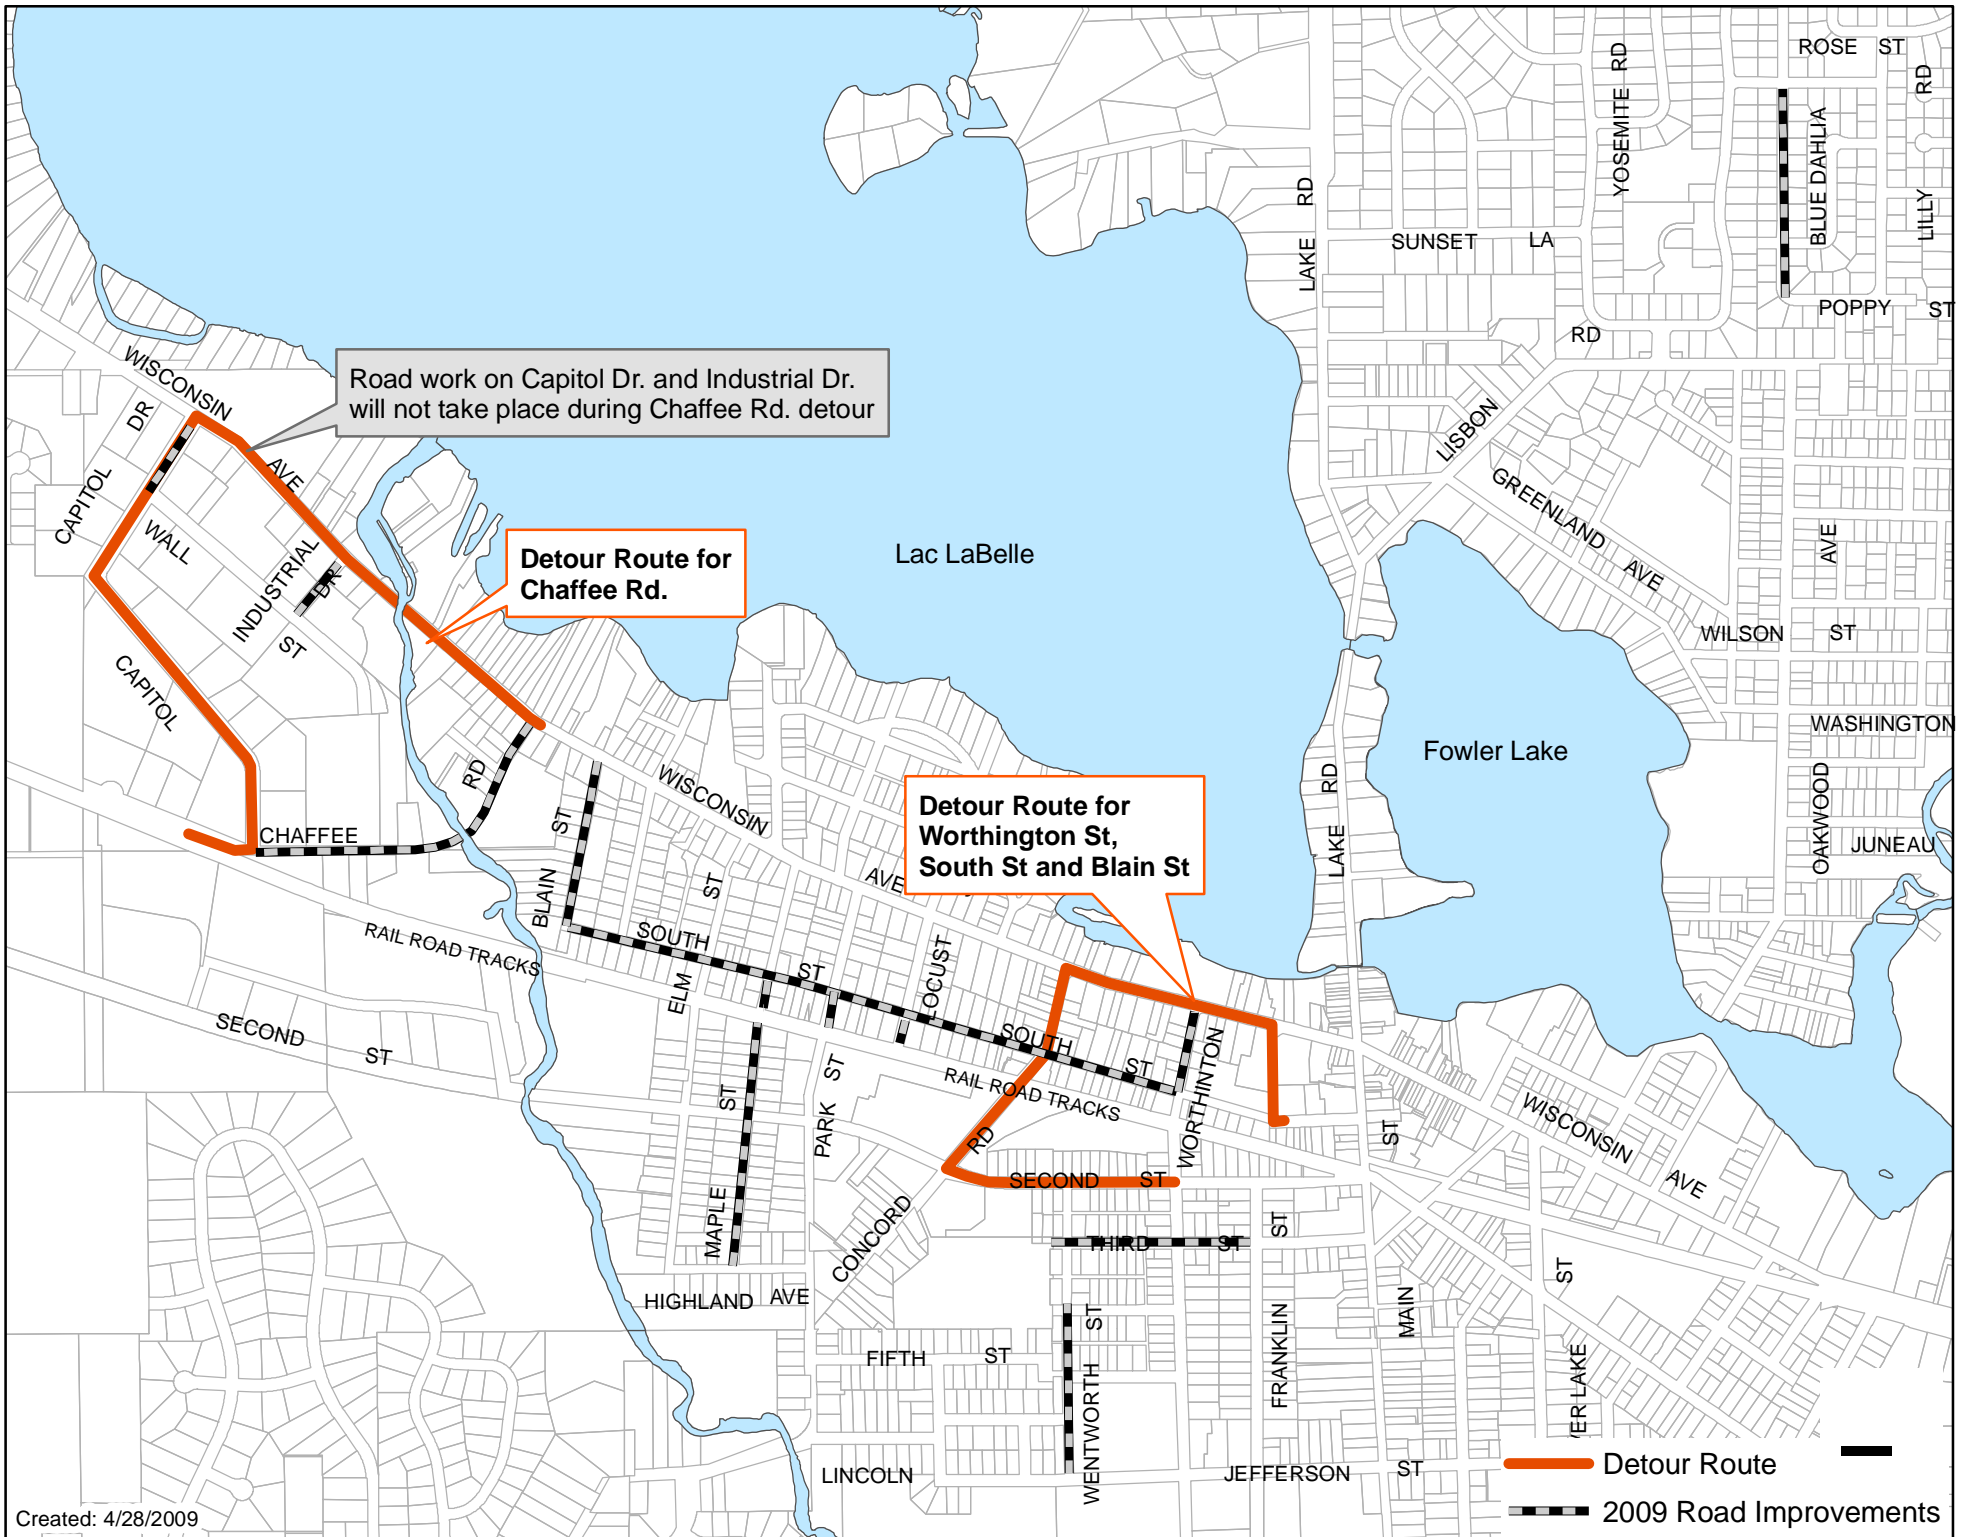 ROSE ST
YOSEMITE RD
RD
BLUE DAHLIA
LILLY
LAKE RD
SUNSET LA
POPPY ST
RD
WISCONSIN
Road work on Capitol Dr. and Industrial Dr.
will not take place during Chaffee Rd. detour
DR
CAPITOL
AVE
LISBON
GREENLAND
AVE
WALL
INDUSTRIAL
DR
ST
Detour Route for
Chaffee Rd.
Lac LaBelle
AVE
WILSON ST
CAPITOL
WASHINGTON
Fowler Lake
RD
WISCONSIN
LAKE RD
OAKWOOD
JUNEAU
CHAFFEE
Detour Route for
Worthington St,
South St and Blain St
ST
BLAIN
ST
AVE
SOUTH
ST
LOCUST
RAIL ROAD TRACKS
ELM
SECOND
ST
SOUTH
ST
WORTHINTON
RAIL ROAD TRACKS
ST
PARK
ST
MAPLE
RD
CONCORD
SECOND ST
ST
WISCONSIN
AVE
THIRD ST
ST
FRANKLIN
MAIN
ST
HIGHLAND AVE
FIFTH ST
ST
WENTWORTH
VER LAKE
LINCOLN
JEFFERSON ST
Detour Route
2009 Road Improvements
Created: 4/28/2009